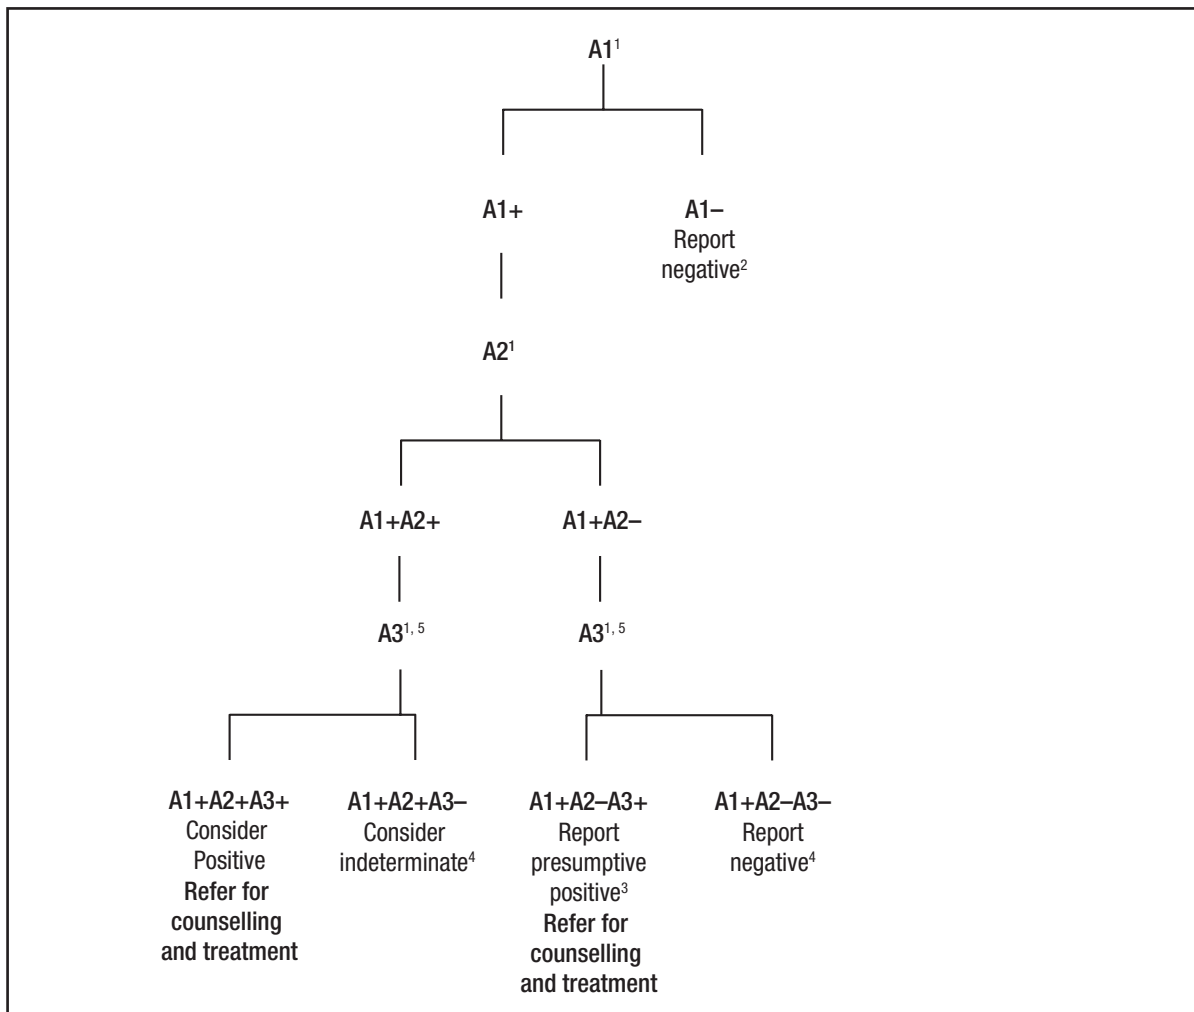 A1¹
A1+
A1–
Report
negative²
A2¹
A1+A2+
A1+A2–
A3¹, ⁵
A3¹, ⁵
A1+A2+A3+
Consider
Positive
Refer for
counselling
and treatment
A1+A2+A3–
Consider
indeterminate⁴
A1+A2–A3+
Report
presumptive
positive³
Refer for
counselling
and treatment
A1+A2–A3–
Report
negative⁴